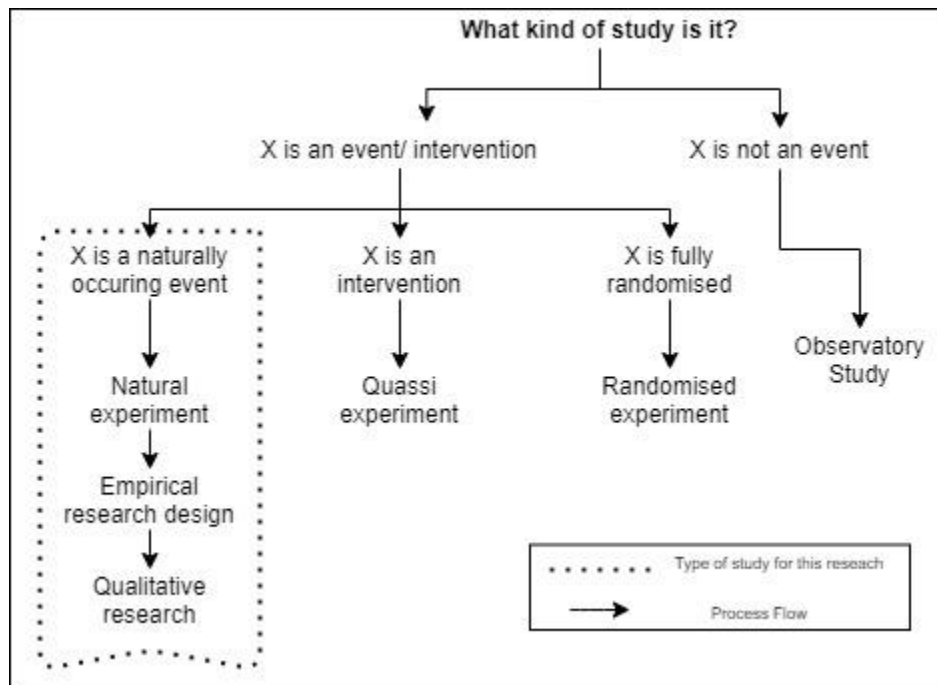 What kind of study is it?
X is an event/ intervention
X is not an event
X is a naturally
occuring event
X is an
intervention
X is fully
randomised
Observatory
Study
Natural
experiment
Quassi
experiment
Randomised
experiment
Empirical
research design
Qualitative
research
Type of study for this reseach
Process Flow